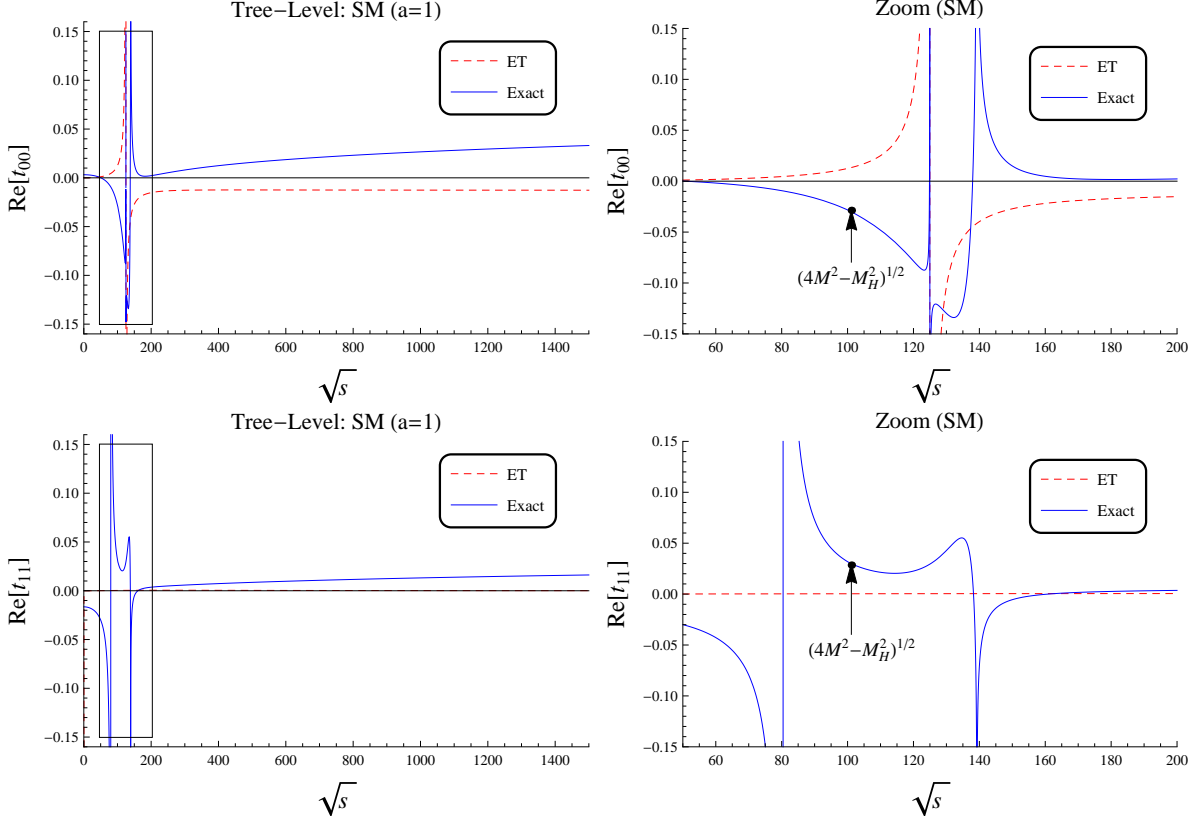 Tree−Level: SM (a=1)
0.15
0.10
0.05
0.00
−0.05
−0.10
−0.15
Re[t₀₀]
ET
Exact
0 200 400 600 800 1000 1200 1400
√s
Zoom (SM)
0.15
0.10
0.05
0.00
−0.05
−0.10
−0.15
Re[t₀₀]
ET
Exact
(4M²−M_H²)^{1/2}
60 80 100 120 140 160 180 200
√s
Tree−Level: SM (a=1)
0.15
0.10
0.05
0.00
−0.05
−0.10
−0.15
Re[t₁₁]
ET
Exact
0 200 400 600 800 1000 1200 1400
√s
Zoom (SM)
0.15
0.10
0.05
0.00
−0.05
−0.10
−0.15
Re[t₁₁]
ET
Exact
(4M²−M_H²)^{1/2}
60 80 100 120 140 160 180 200
√s